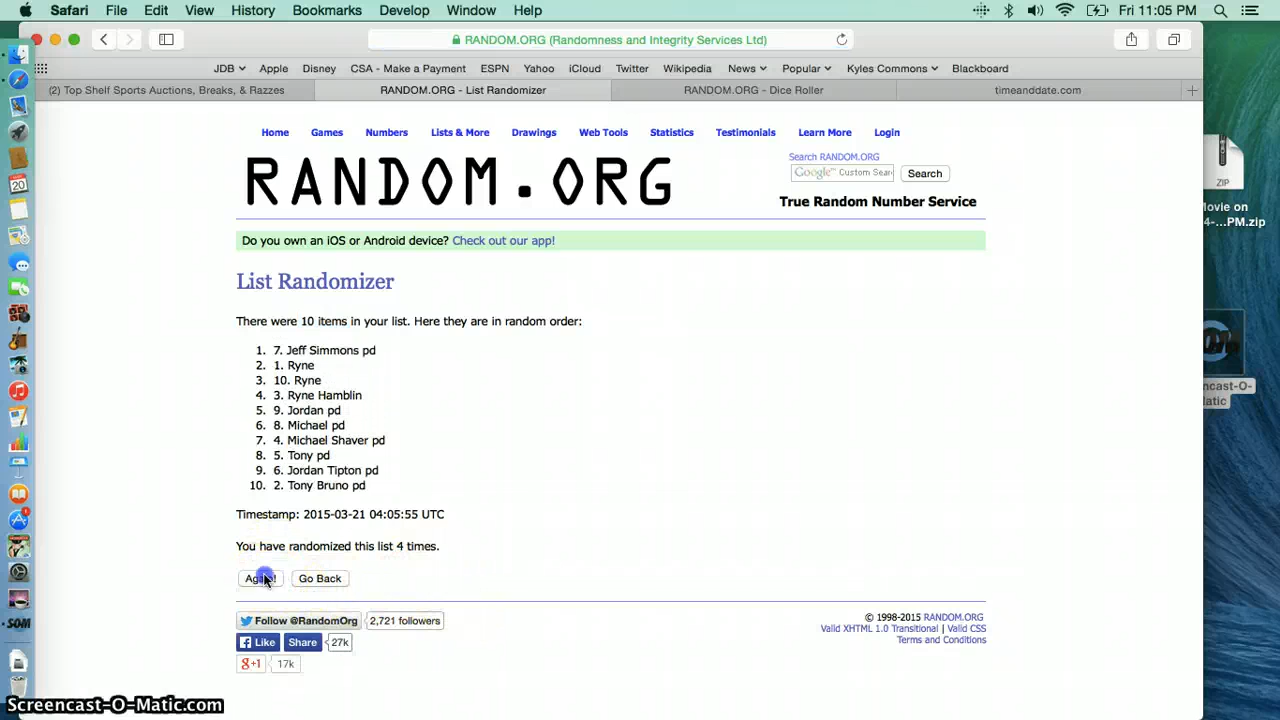 Safari File Edit View History Bookmarks Develop Window Help Fri 11:05 PM
RANDOM.ORG (Randomness and Integrity Services Ltd)
JDB Apple Disney CSA - Make a Payment ESPN Yahoo iCloud Twitter Wikipedia News Popular Kyles Commons Blackboard
(2) Top Shelf Sports Auctions, Breaks, & Razzes RANDOM.ORG - List Randomizer RANDOM.ORG - Dice Roller timeanddate.com
Home Games Numbers Lists & More Drawings Web Tools Statistics Testimonials Learn More Login
Search RANDOM.ORG
RANDOM.ORG
Google™ Custom Search
True Random Number Service
Do you own an iOS or Android device? Check out our app!
List Randomizer
There were 10 items in your list. Here they are in random order:
1. 7. Jeff Simmons pd
2. 1. Ryne
3. 10. Ryne
4. 3. Ryne Hamblin
5. 9. Jordan pd
6. 8. Michael pd
7. 4. Michael Shaver pd
8. 5. Tony pd
9. 6. Jordan Tipton pd
10. 2. Tony Bruno pd
Timestamp: 2015-03-21 04:05:55 UTC
You have randomized this list 4 times.
Again! Go Back
Follow @RandomOrg 2,721 followers
Like Share 27k
g+1 17k
© 1998-2015 RANDOM.ORG
Valid XHTML 1.0 Transitional | Valid CSS
Terms and Conditions
MAR
20
ZIP
Movie on
4-...PM.zip
ncast-O-
atic
SOM
Screencast-O-Matic.com